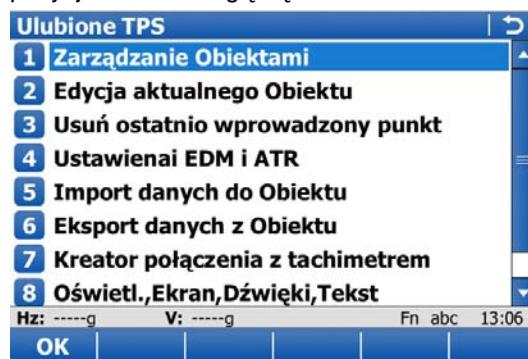 Ulubione TPS
1 Zarządzanie Obiektami
2 Edycja aktualnego Obiektu
3 Usuń ostatnio wprowadzony punkt
4 Ustawienai EDM i ATR
5 Import danych do Obiektu
6 Eksport danych z Obiektu
7 Kreator połączenia z tachimetrem
8 Oświetl.,Ekran,Dźwięki,Tekst
Hz: -----g V: -----g Fn abc 13:06
OK